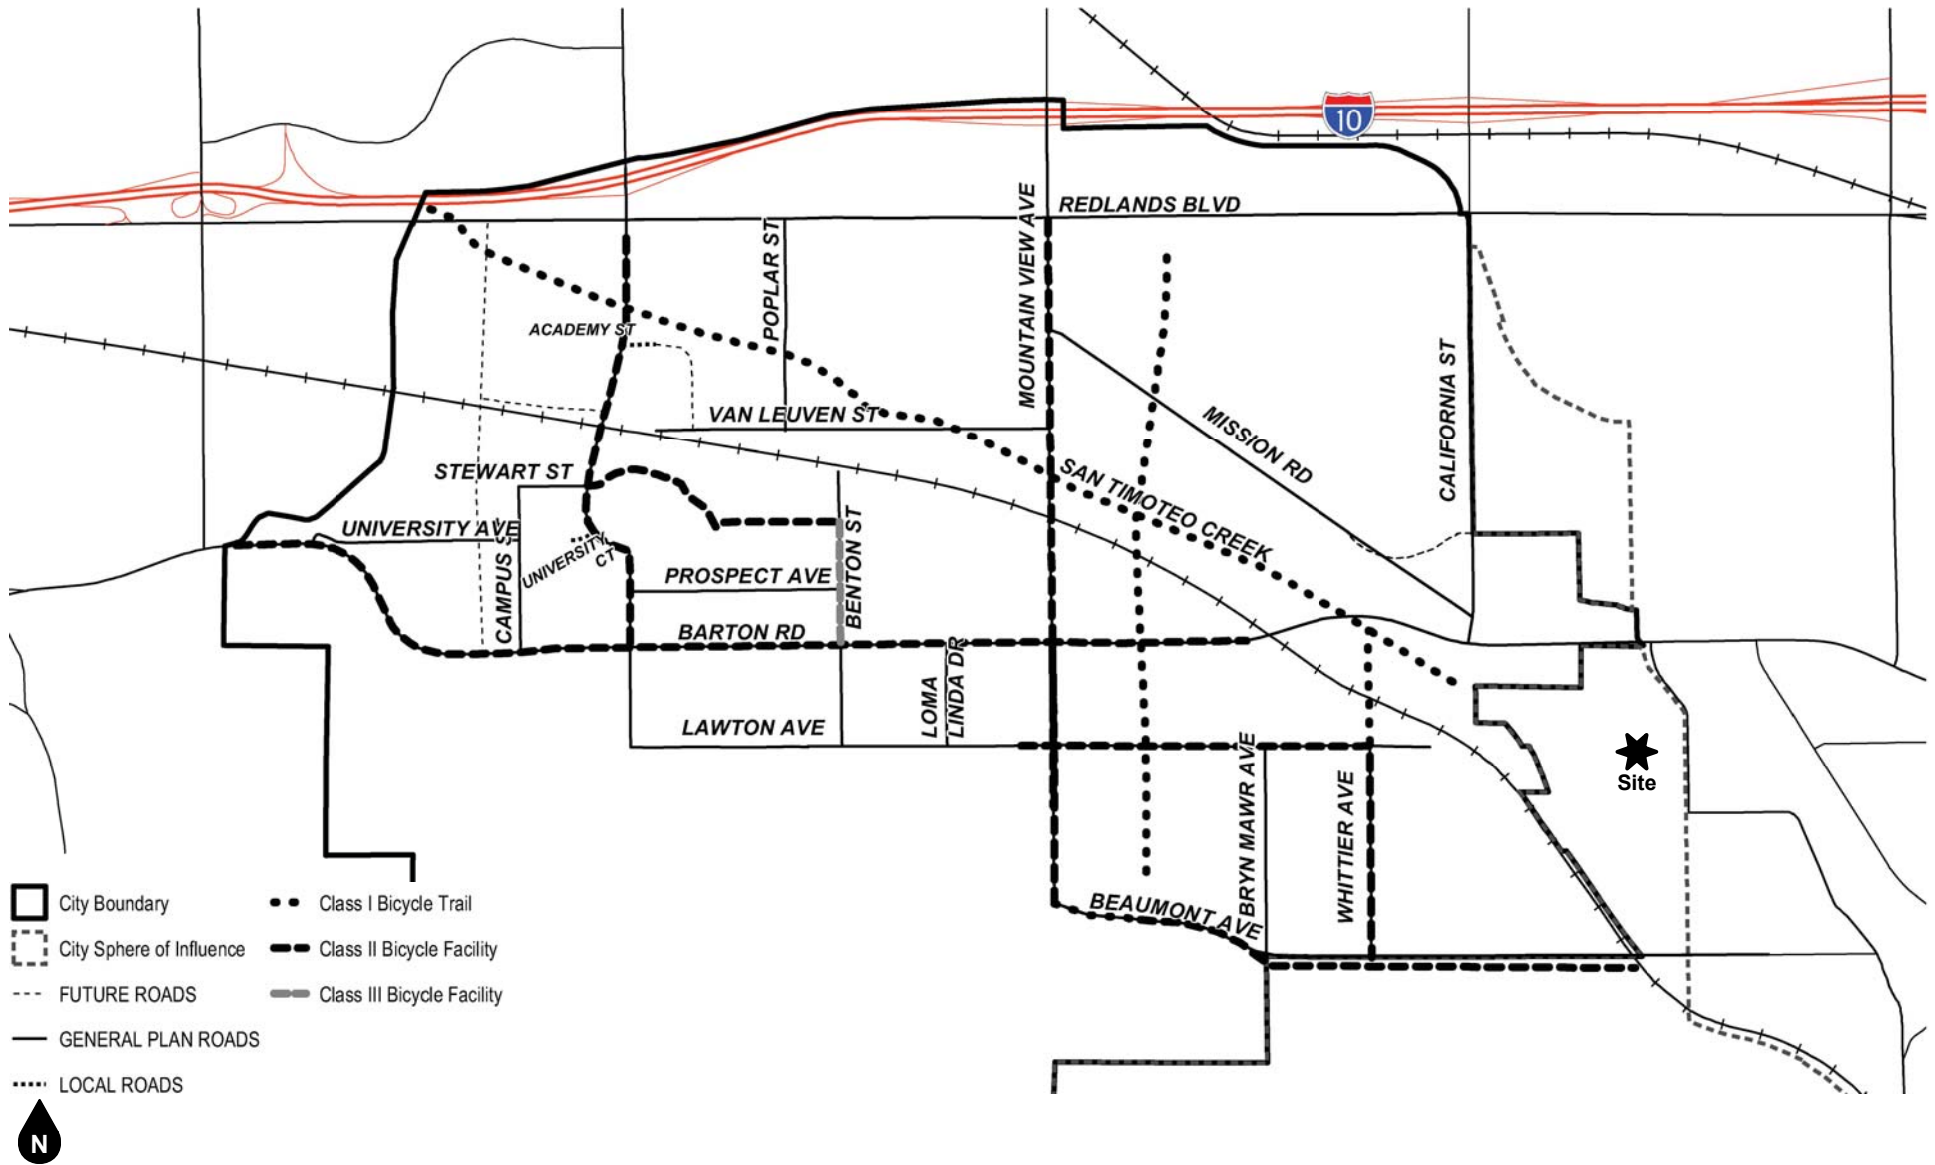 10
REDLANDS BLVD
MOUNTAIN VIEW AVE
POPLAR ST
ACADEMY ST
CALIFORNIA ST
VAN LEUVEN ST
MISSION RD
STEWART ST
SAN TIMOTEO CREEK
UNIVERSITY AVE
CAMPUS ST
UNIVERSITY
CT
BENTON ST
PROSPECT AVE
BARTON RD
LOMA
LINDA DR
LAWTON AVE
BRYN MAWR AVE
WHITTIER AVE
Site
BEAUMONT AVE
City Boundary
Class I Bicycle Trail
City Sphere of Influence
Class II Bicycle Facility
FUTURE ROADS
Class III Bicycle Facility
GENERAL PLAN ROADS
LOCAL ROADS
N